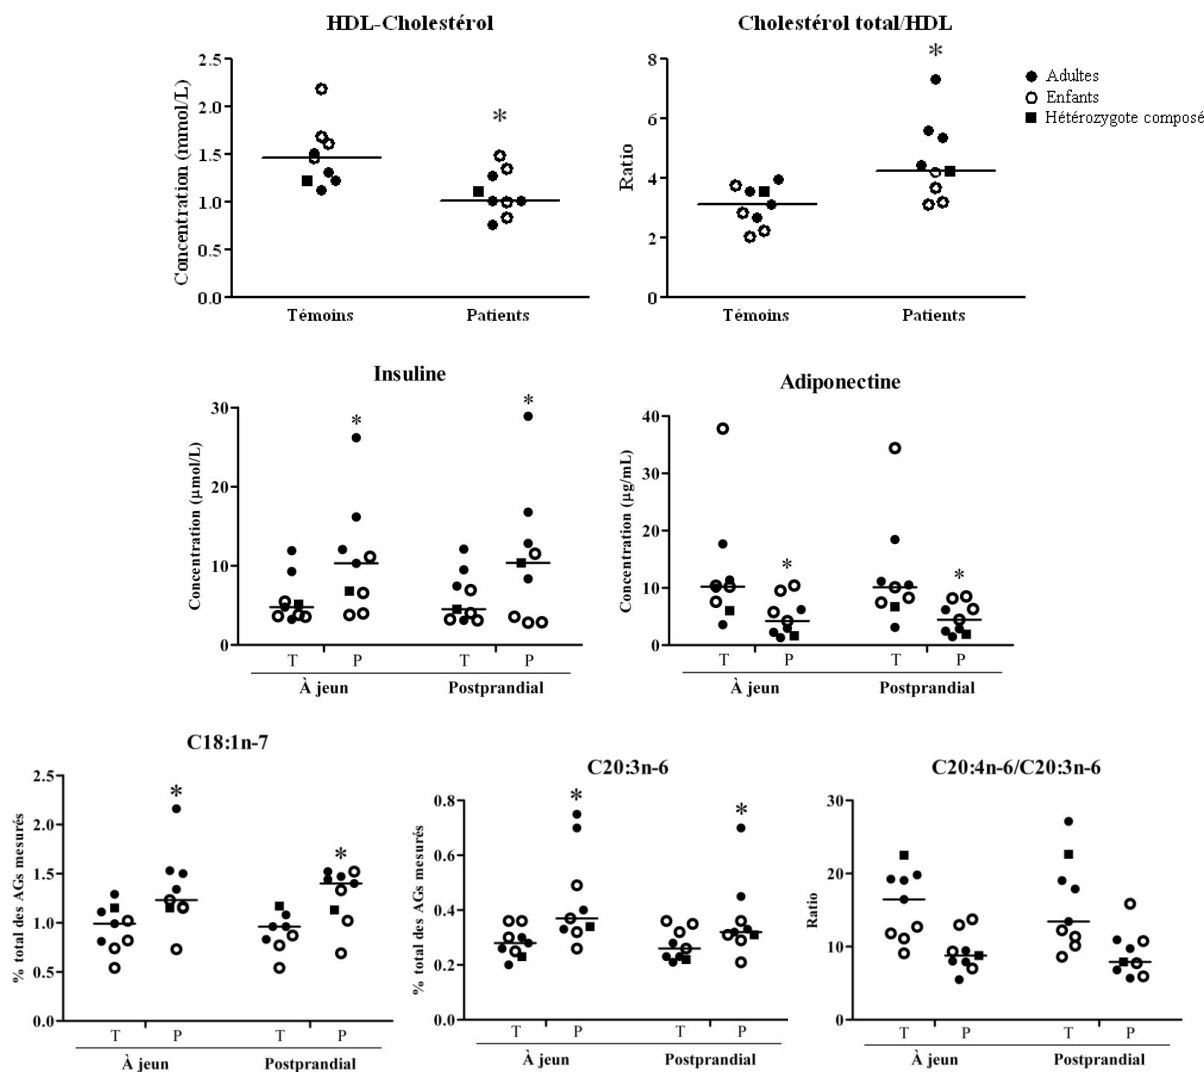 HDL-Cholestérol
Cholestérol total/HDL
2.5
2.0
1.5
1.0
0.5
0.0
Concentration (mmol/L)
*
Témoins
Patients
8
6
4
2
0
Ratio
*
Témoins
Patients
Adultes
Enfants
Hétérozygote composé
Insuline
30
20
10
0
Concentration (µmol/L)
*
*
T
P
T
P
À jeun
Postprandial
Adiponectine
40
30
20
10
0
Concentration (µg/mL)
*
*
T
P
T
P
À jeun
Postprandial
C18:1n-7
2.5
2.0
1.5
1.0
0.5
0.0
% total des AGs mesurés
*
*
T
P
T
P
À jeun
Postprandial
C20:3n-6
0.8
0.6
0.4
0.2
0.0
% total des AGs mesurés
*
*
T
P
T
P
À jeun
Postprandial
C20:4n-6/C20:3n-6
30
20
10
0
Ratio
T
P
T
P
À jeun
Postprandial